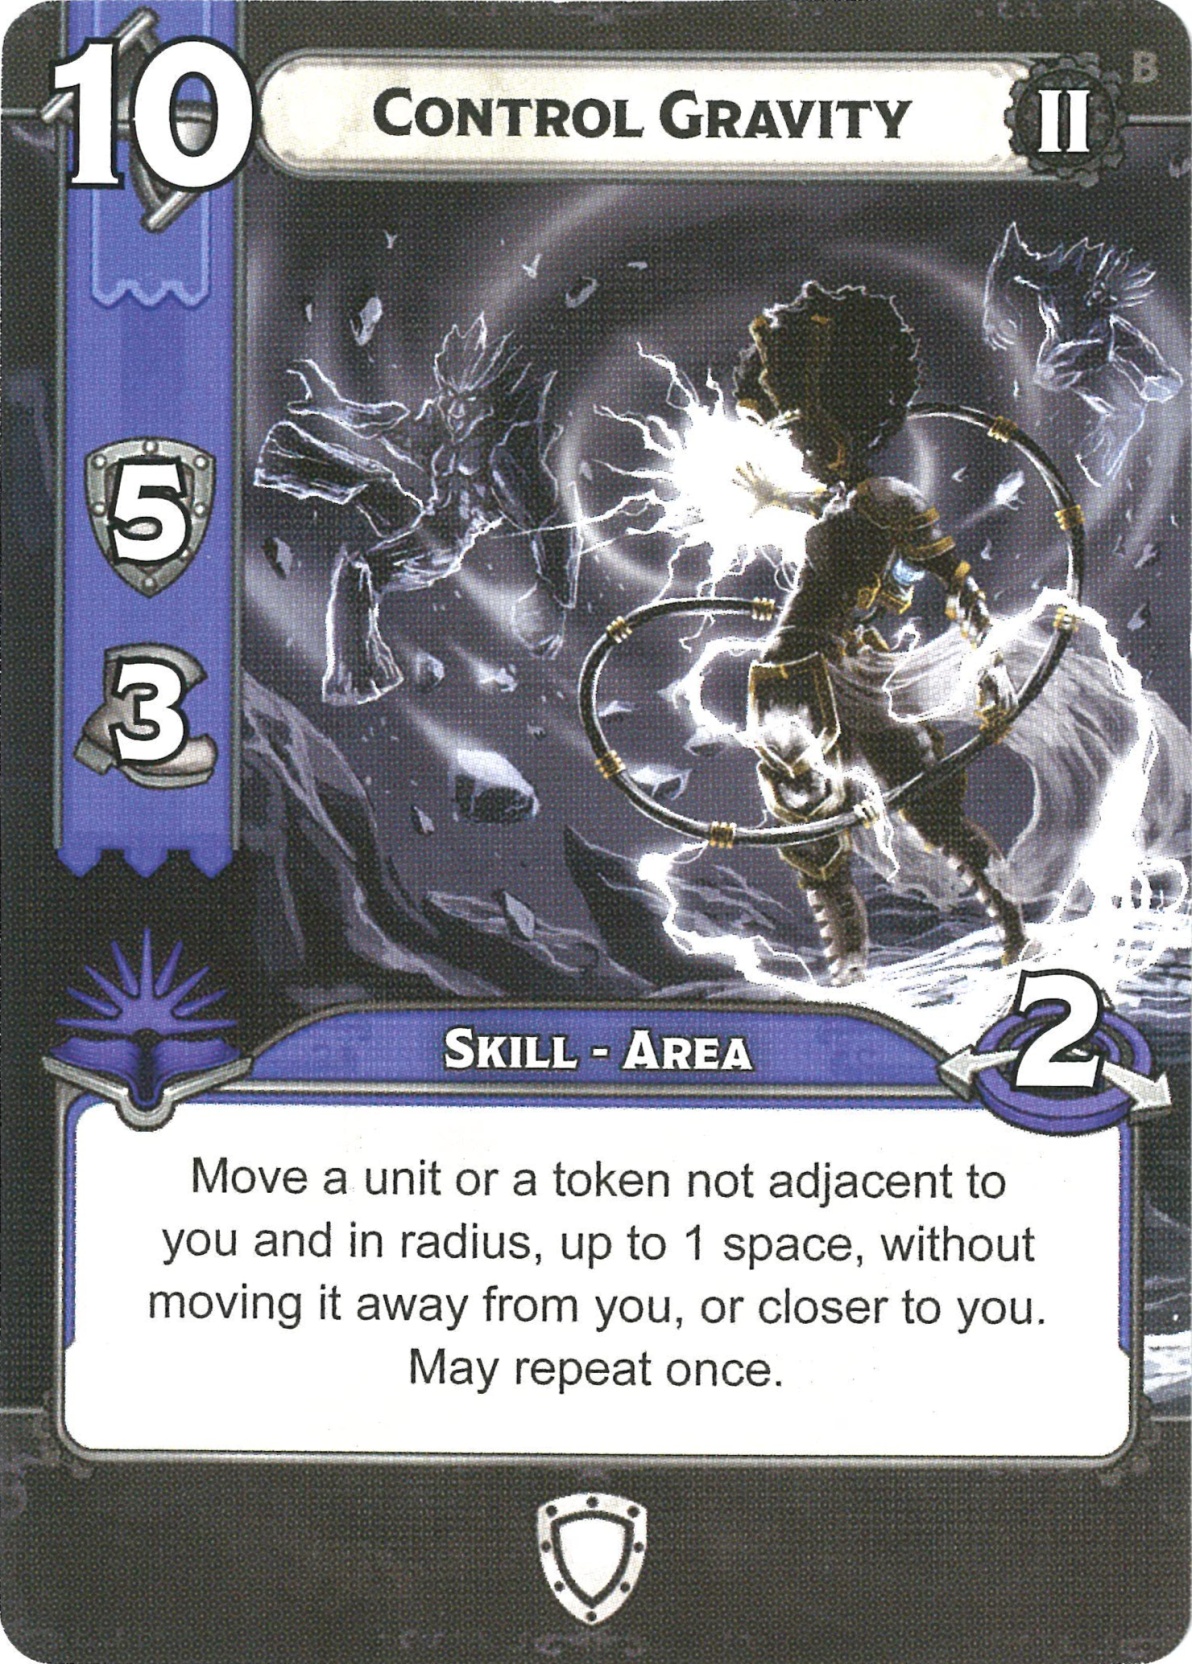 10
CONTROL GRAVITY
II
B
5
3
SKILL - AREA
2
Move a unit or a token not adjacent to
you and in radius, up to 1 space, without
moving it away from you, or closer to you.
May repeat once.